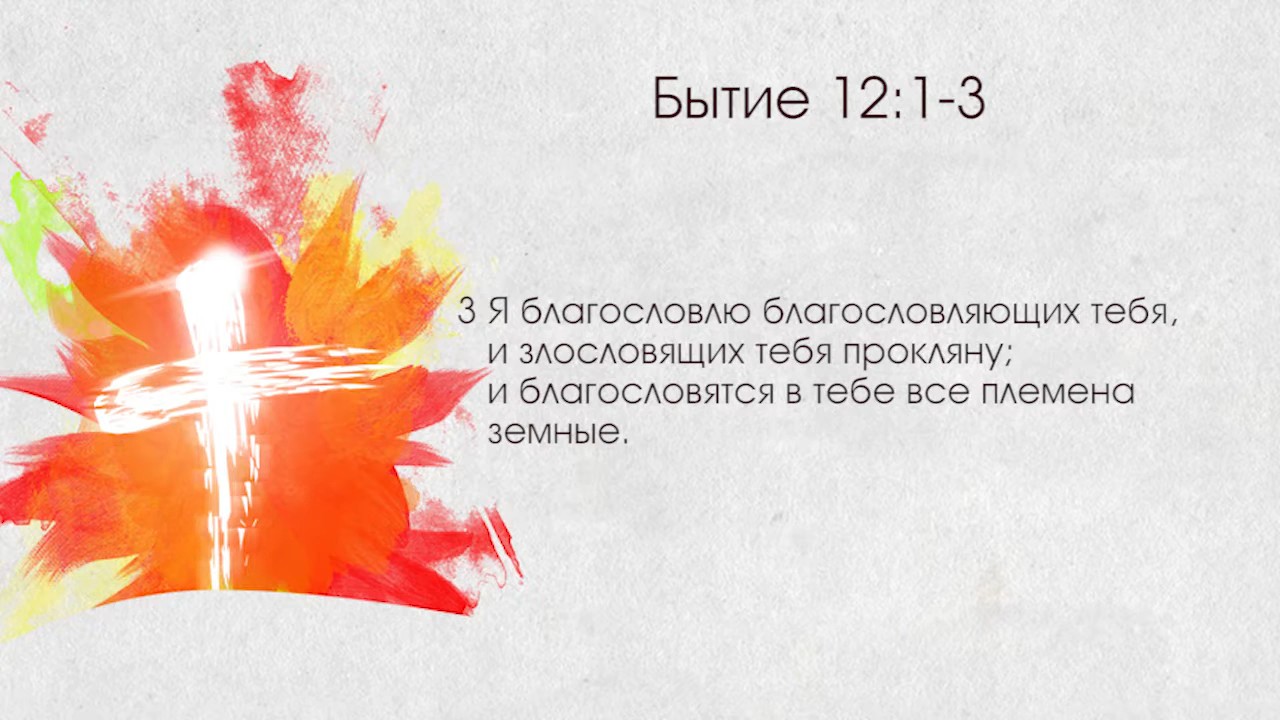 Бытие 12:1-3
3 Я благословлю благословляющих тебя,
и злословящих тебя прокляну;
и благословятся в тебе все племена
земные.